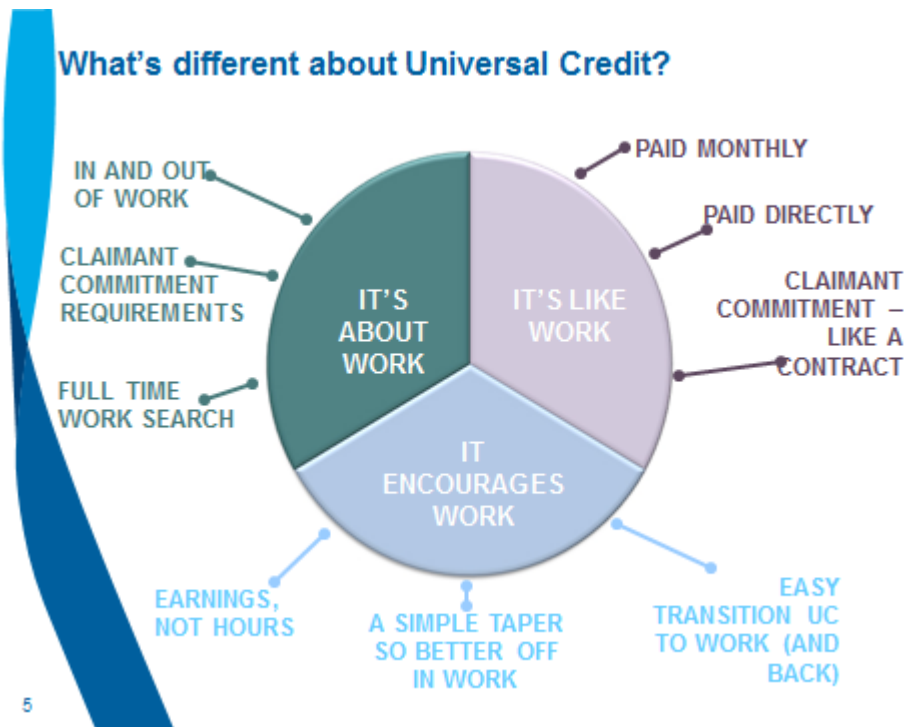 What's different about Universal Credit?
IN AND OUT
OF WORK
CLAIMANT
COMMITMENT
REQUIREMENTS
FULL TIME
WORK SEARCH
IT'S
ABOUT
WORK
IT'S LIKE
WORK
IT
ENCOURAGES
WORK
PAID MONTHLY
PAID DIRECTLY
CLAIMANT
COMMITMENT –
LIKE A
CONTRACT
EARNINGS,
NOT HOURS
A SIMPLE TAPER
SO BETTER OFF
IN WORK
EASY
TRANSITION UC
TO WORK (AND
BACK)
5